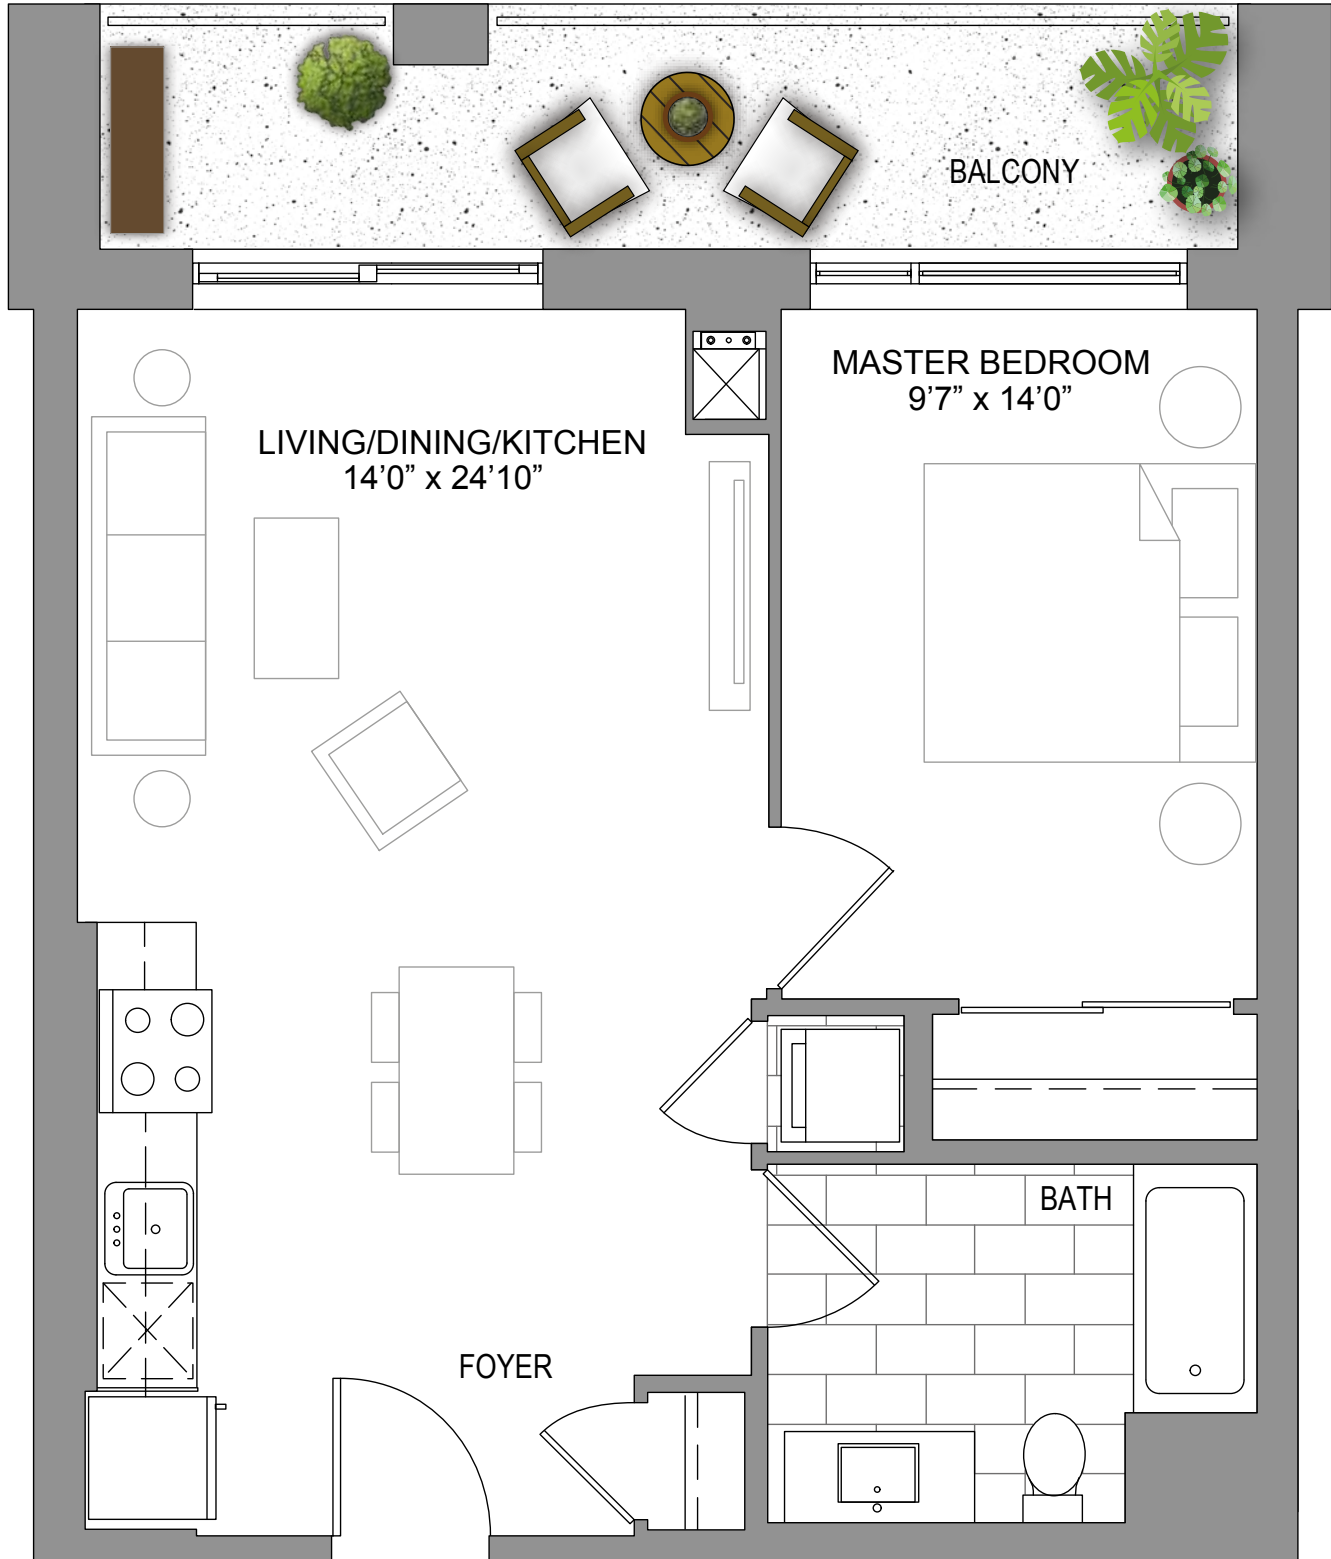 BALCONY
MASTER BEDROOM
9’7” x 14’0”
LIVING/DINING/KITCHEN
14’0” x 24’10”
BATH
FOYER